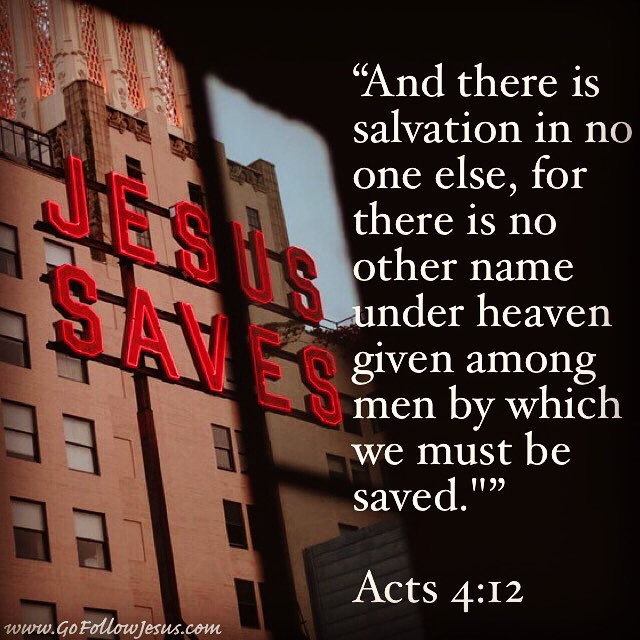 JESUS
SAVES
“And there is
salvation in no
one else, for
there is no
other name
under heaven
given among
men by which
we must be
saved."”
Acts 4:12
www.GoFollowJesus.com